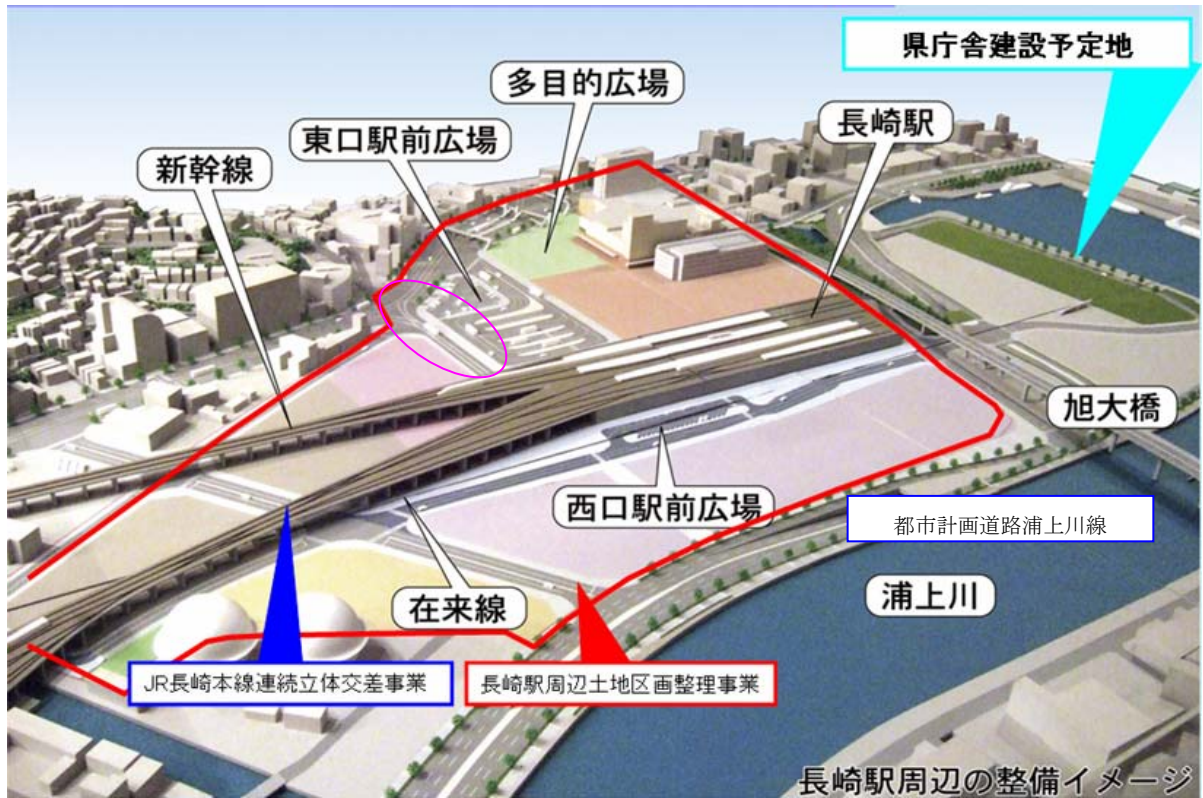 県庁舎建設予定地
多目的広場
長崎駅
東口駅前広場
新幹線
旭大橋
西口駅前広場
都市計画道路浦上川線
在来線
浦上川
JR長崎本線連続立体交差事業
長崎駅周辺土地区画整理事業
長崎駅周辺の整備イメージ